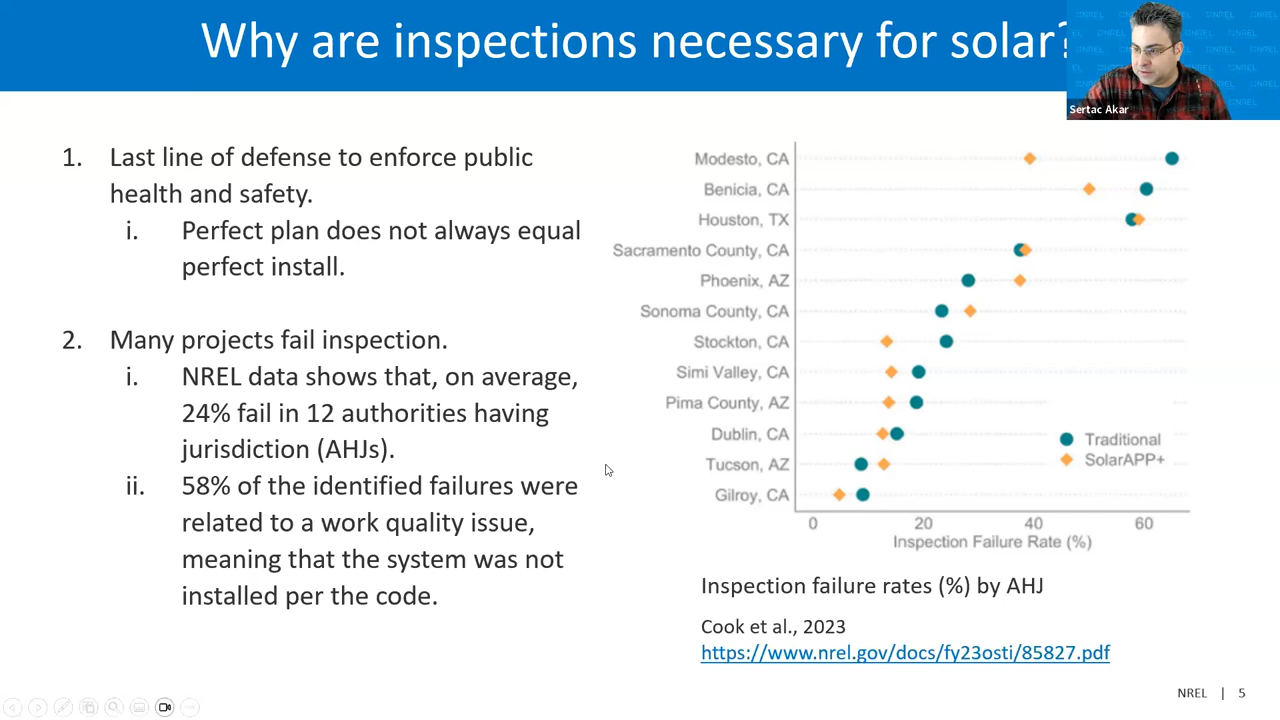 Why are inspections necessary for solar?
Sertac Akar
1. Last line of defense to enforce public
health and safety.
i. Perfect plan does not always equal
perfect install.
2. Many projects fail inspection.
i. NREL data shows that, on average,
24% fail in 12 authorities having
jurisdiction (AHJs).
ii. 58% of the identified failures were
related to a work quality issue,
meaning that the system was not
installed per the code.
Modesto, CA
Benicia, CA
Houston, TX
Sacramento County, CA
Phoenix, AZ
Sonoma County, CA
Stockton, CA
Simi Valley, CA
Pima County, AZ
Dublin, CA
Tucson, AZ
Gilroy, CA
Traditional
SolarAPP+
0 20 40 60
Inspection Failure Rate (%)
Inspection failure rates (%) by AHJ
Cook et al., 2023
https://www.nrel.gov/docs/fy23osti/85827.pdf
NREL | 5